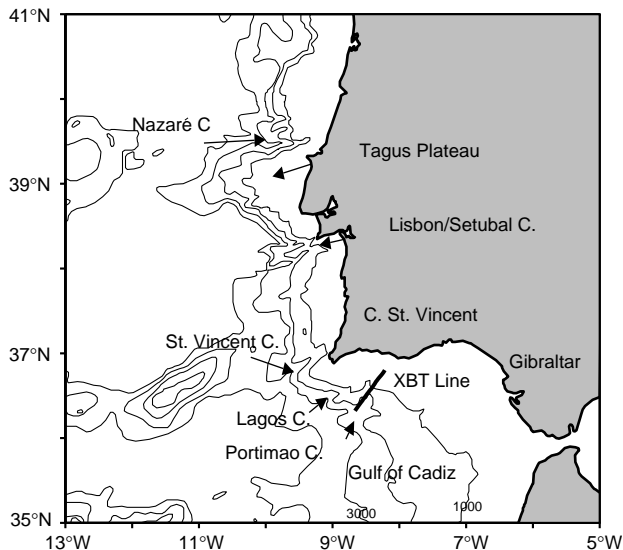 41°N
Nazaré C
Tagus Plateau
39°N
Lisbon/Setubal C.
C. St. Vincent
St. Vincent C.
37°N
Gibraltar
XBT Line
Lagos C.
Portimao C.
Gulf of Cadiz
3000
1000
35°N
13°W
11°W
9°W
7°W
5°W